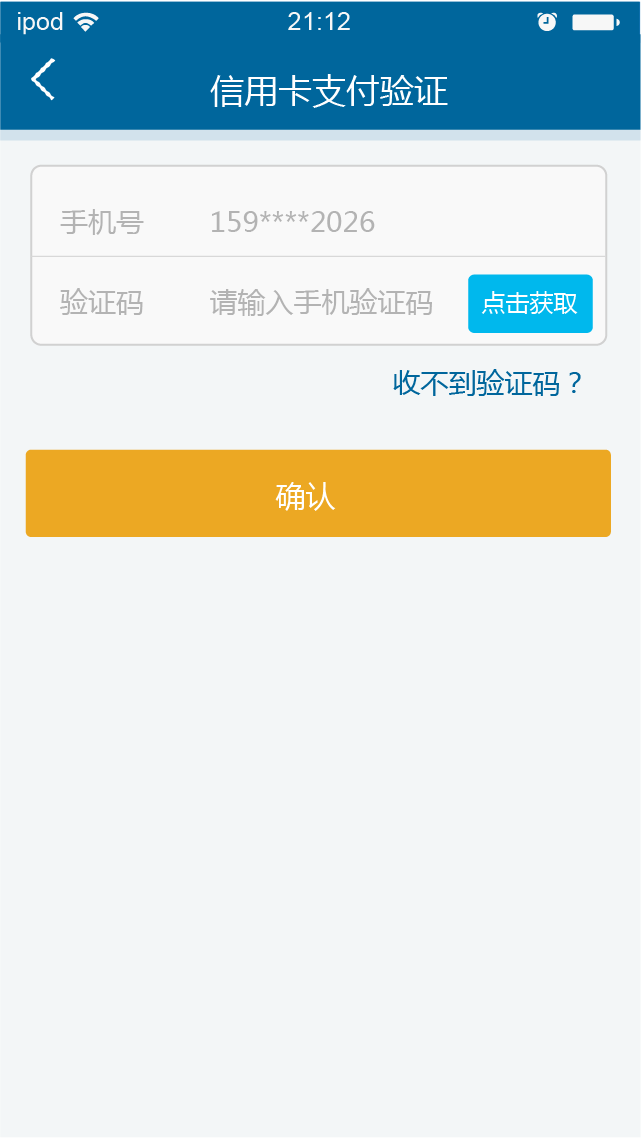 ipod 21:12
信用卡支付验证
手机号 159****2026
验证码 请输入手机验证码 点击获取
收不到验证码？
确认